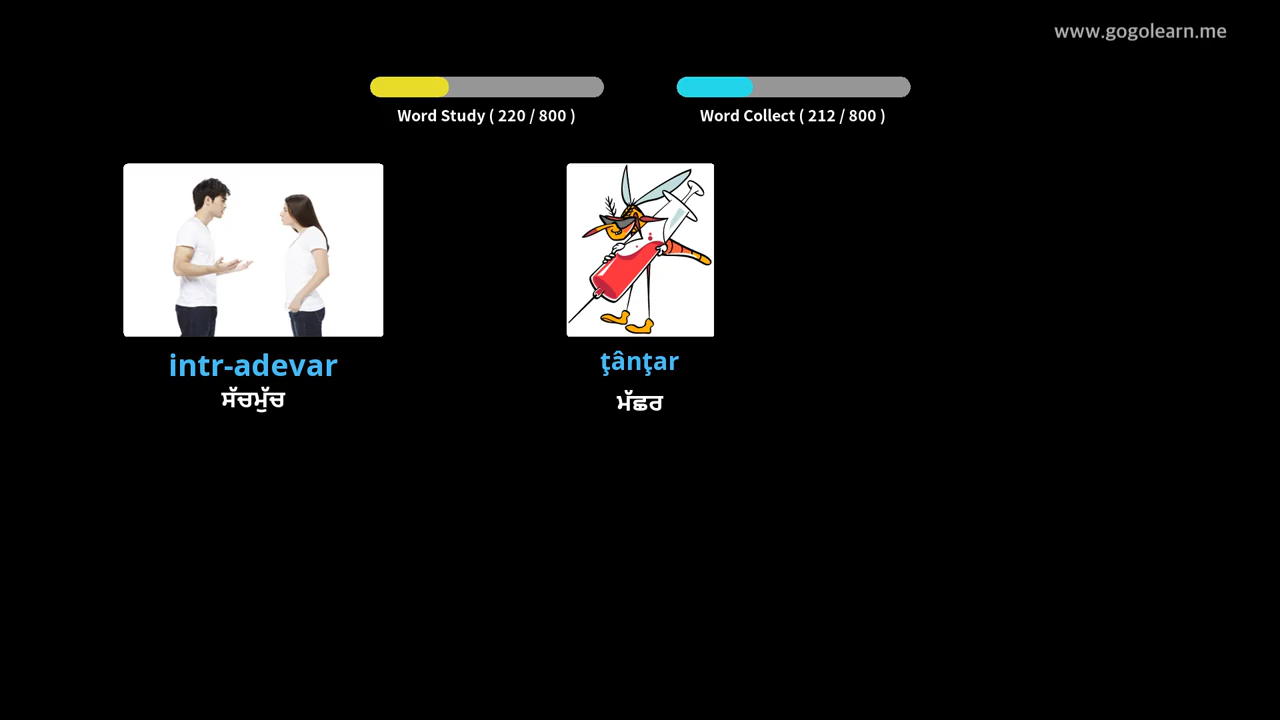 www.gogolearn.me
Word Study ( 220 / 800 )
Word Collect ( 212 / 800 )
intr-adevar
ਸੱਚਮੁੱਚ
ţânţar
ਮੱਛਰ